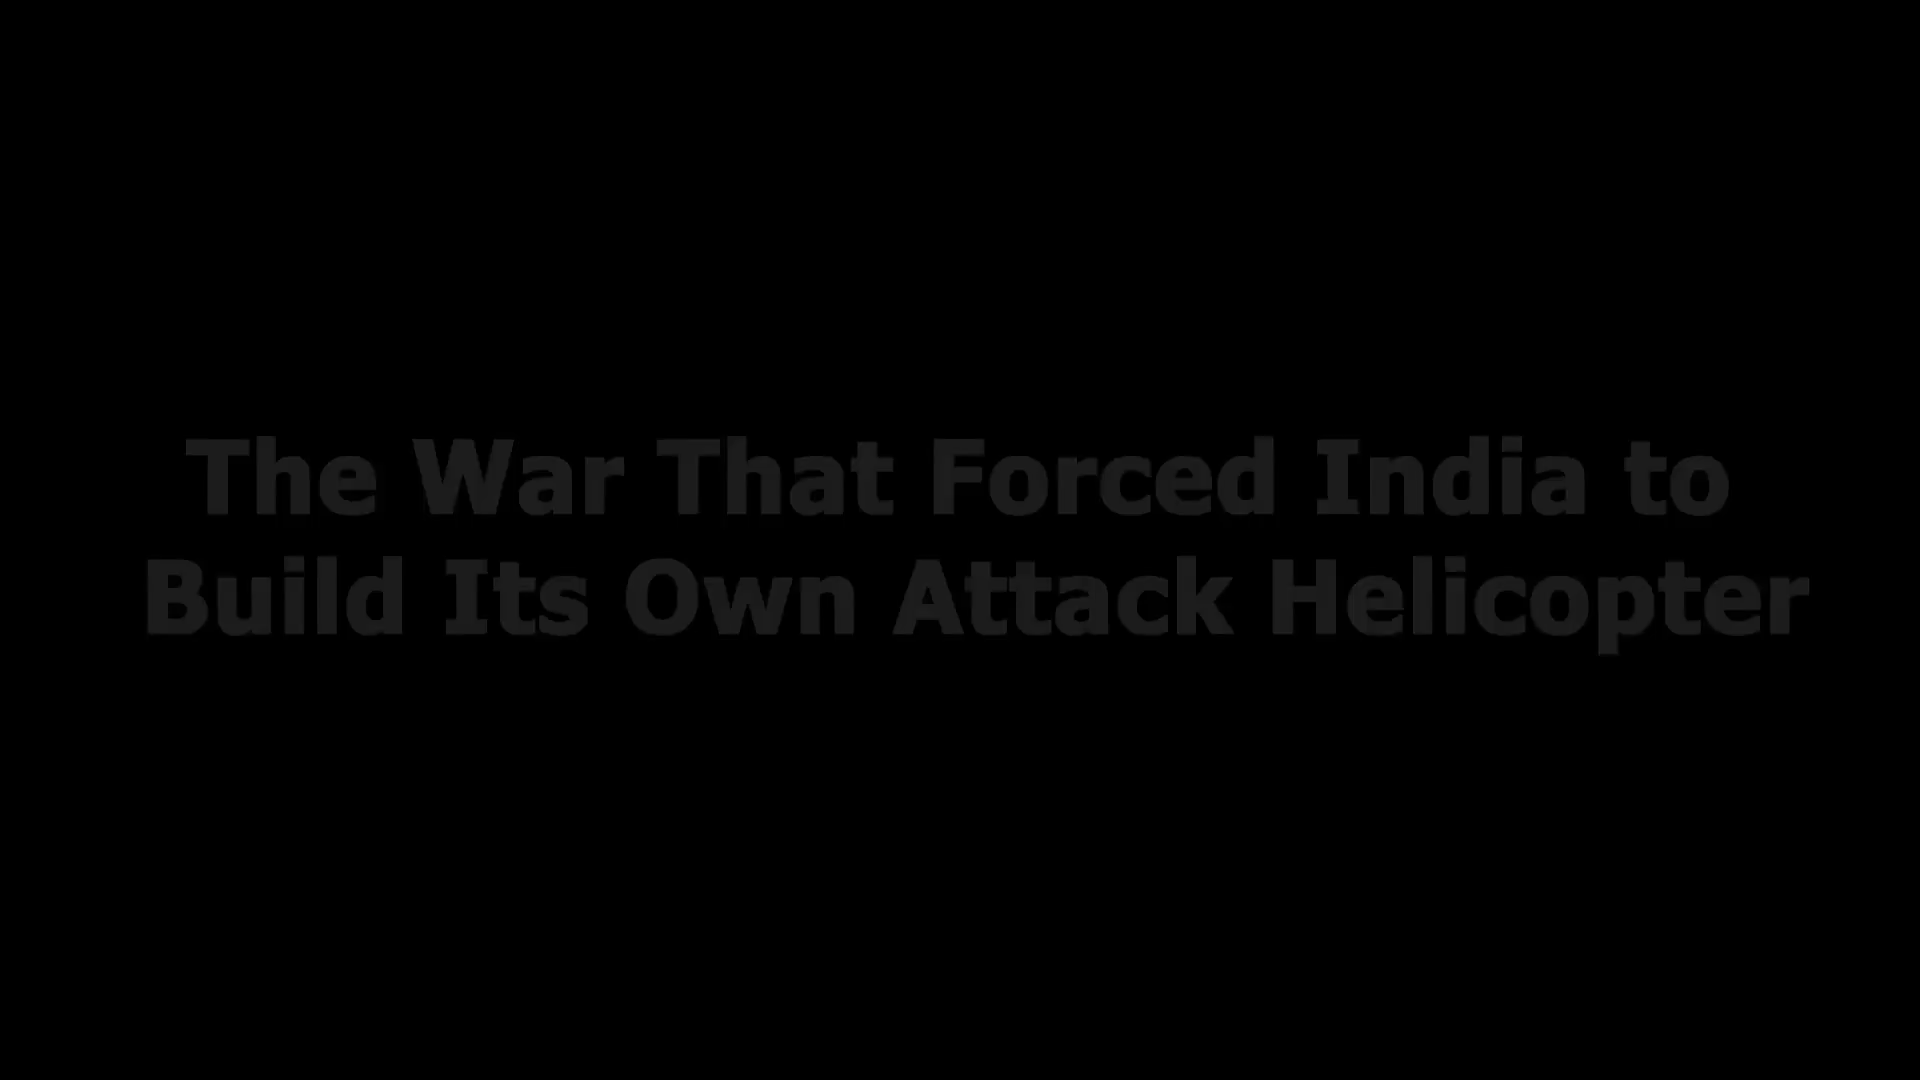 The War That Forced India to
Build Its Own Attack Helicopter